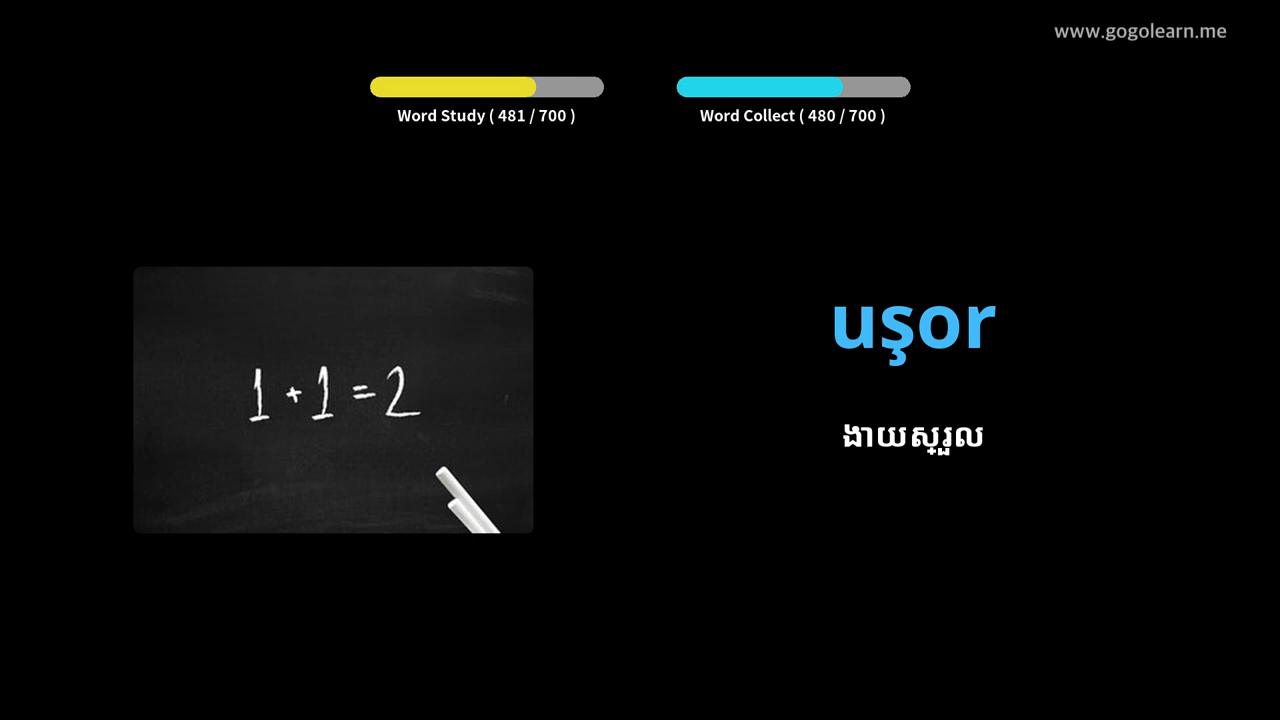 www.gogolearn.me
Word Study ( 481 / 700 )
Word Collect ( 480 / 700 )
uşor
1 + 1 = 2
ងាយស្រួល